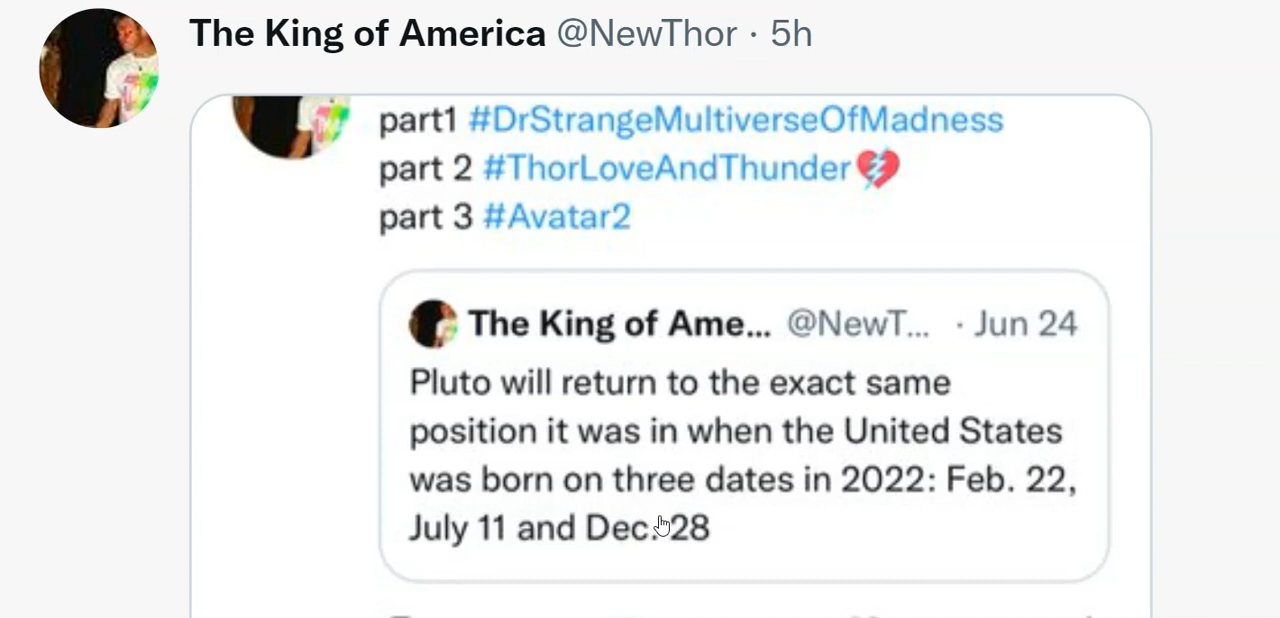 The King of America @NewThor · 5h
part1 #DrStrangeMultiverseOfMadness
part 2 #ThorLoveAndThunder
part 3 #Avatar2
The King of Ame... @NewT... · Jun 24
Pluto will return to the exact same
position it was in when the United States
was born on three dates in 2022: Feb. 22,
July 11 and Dec. 28